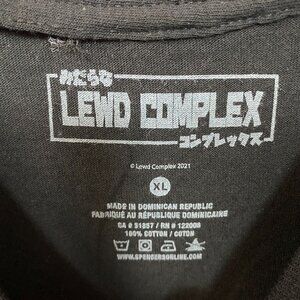 みだらな
LEWD COMPLEX
コンプレックス
© Lewd Complex 2021
XL
MADE IN DOMINICAN REPUBLIC
FABRIQUÉ AU RÉPUBLIQUE DOMINICAINE
CA # 51857 / RN # 122008
100% COTTON / COTON
WWW.SPENCERSONLINE.COM